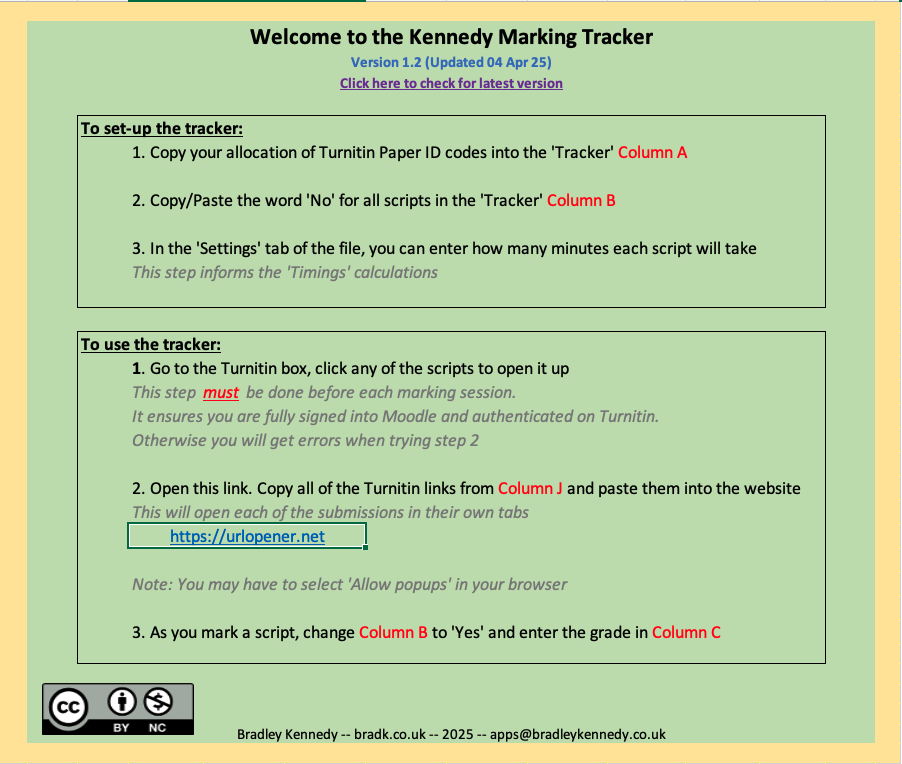 Welcome to the Kennedy Marking Tracker
Version 1.2 (Updated 04 Apr 25)
Click here to check for latest version
To set-up the tracker:
1. Copy your allocation of Turnitin Paper ID codes into the 'Tracker' Column A
2. Copy/Paste the word 'No' for all scripts in the 'Tracker' Column B
3. In the 'Settings' tab of the file, you can enter how many minutes each script will take
This step informs the 'Timings' calculations
To use the tracker:
1. Go to the Turnitin box, click any of the scripts to open it up
This step must be done before each marking session.
It ensures you are fully signed into Moodle and authenticated on Turnitin.
Otherwise you will get errors when trying step 2
2. Open this link. Copy all of the Turnitin links from Column J and paste them into the website
This will open each of the submissions in their own tabs
https://urlopener.net
Note: You may have to select 'Allow popups' in your browser
3. As you mark a script, change Column B to 'Yes' and enter the grade in Column C
cc
BY NC
Bradley Kennedy -- bradk.co.uk -- 2025 -- apps@bradleykennedy.co.uk